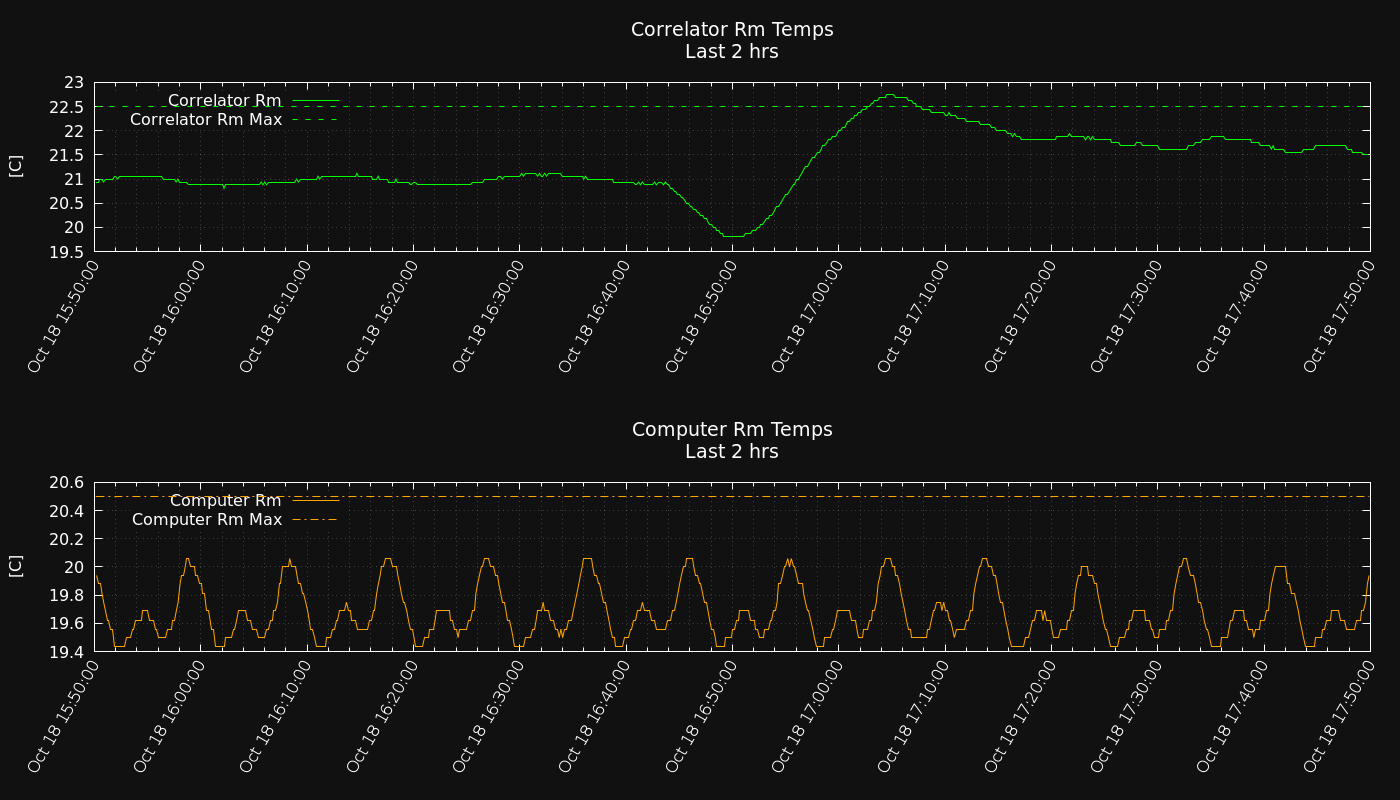 Correlator Rm Temps
Last 2 hrs
[C]
23
22.5
22
21.5
21
20.5
20
19.5
Correlator Rm
Correlator Rm Max
Oct 18 15:50:00
Oct 18 16:00:00
Oct 18 16:10:00
Oct 18 16:20:00
Oct 18 16:30:00
Oct 18 16:40:00
Oct 18 16:50:00
Oct 18 17:00:00
Oct 18 17:10:00
Oct 18 17:20:00
Oct 18 17:30:00
Oct 18 17:40:00
Oct 18 17:50:00
Computer Rm Temps
Last 2 hrs
[C]
20.6
20.4
20.2
20
19.8
19.6
19.4
Computer Rm
Computer Rm Max
Oct 18 15:50:00
Oct 18 16:00:00
Oct 18 16:10:00
Oct 18 16:20:00
Oct 18 16:30:00
Oct 18 16:40:00
Oct 18 16:50:00
Oct 18 17:00:00
Oct 18 17:10:00
Oct 18 17:20:00
Oct 18 17:30:00
Oct 18 17:40:00
Oct 18 17:50:00